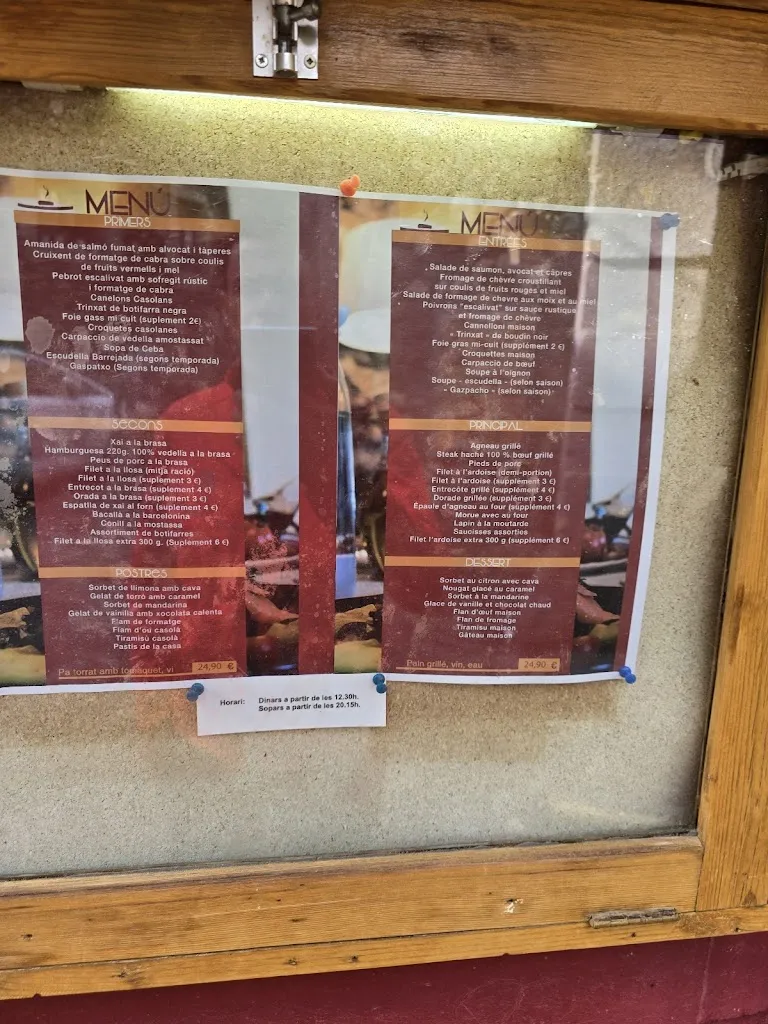 MENÚ
PRIMERS
Amanida de salmó fumat amb alvocat i tàperes
Cruixent de formatge de cabra sobre coulis
de fruits vermells i mel
Pebrot escalivat amb sofregit rústic
i formatge de cabra
Canelons Casolans
Trinxat de botifarra negra
Foie gass mi cuit (suplement 2€)
Croquetes casolanes
Carpaccio de vedella amostassat
Sopa de Ceba
Escudella Barrejada (segons temporada)
Gaspatxo (Segons temporada)
SEGONS
Xai a la brasa
Hamburguesa 220g. 100% vedella a la brasa
Peus de porc a la brasa
Filet a la llosa (mitja ració)
Filet a la llosa (suplement 3 €)
Entrecot a la brasa (suplement 4 €)
Orada a la brasa (suplement 3 €)
Espatlla de xai al forn (suplement 4 €)
Bacallà a la barcelonina
Conill a la mostassa
Assortiment de botifarres
Filet a la llosa extra 300 g. (Suplement 6 €)
POSTRES
Sorbet de llimona amb cava
Gelat de torró amb caramel
Sorbet de mandarina
Gelat de vainilla amb xocolata calenta
Flam de formatge
Flam d'ou casolà
Tiramisú casolà
Pastis de la casa
Pa torrat amb tomàquet, vi
24,90 €
MENÚ
ENTRÉES
Salade de saumon, avocat et câpres
Fromage de chèvre croustillant
sur coulis de fruits rouges et miel
Salade de formage de chevre aux moix et au miel
Poivrons "escalivat" sur sauce rustique
et fromage de chèvre
Cannelloni maison
« Trinxat » de boudin noir
Foie gras mi-cuit (supplément 2 €)
Croquettes maison
Carpaccio de bœuf
Soupe à l'oignon
Soupe - escudella - (selon saison)
« Gazpacho » (selon saison)
PRINCIPAL
Agneau grillé
Steak haché 100 % bœuf grillé
Pieds de porc
Filet à l'ardoise (demi-portion)
Filet à l'ardoise (supplément 3 €)
Entrecôte grillé (supplément 4 €)
Dorade grillée (supplément 3 €)
Épaule d'agneau au four (supplément 4 €)
Morue avec au four
Lapin à la moutarde
Saucisses assorties
Filet l'ardoise extra 300 g (supplément 6 €)
DESSERT
Sorbet au citron avec cava
Nougat glacé au caramel
Sorbet à la mandarine
Glace de vanille et chocolat chaud
Flan d'œuf maison
Flan de fromage
Tiramisu maison
Gâteau maison
Pain grillé, vin, eau
24,90 €
Horari: Dinars a partir de les 12.30h.
Sopars a partir de les 20.15h.